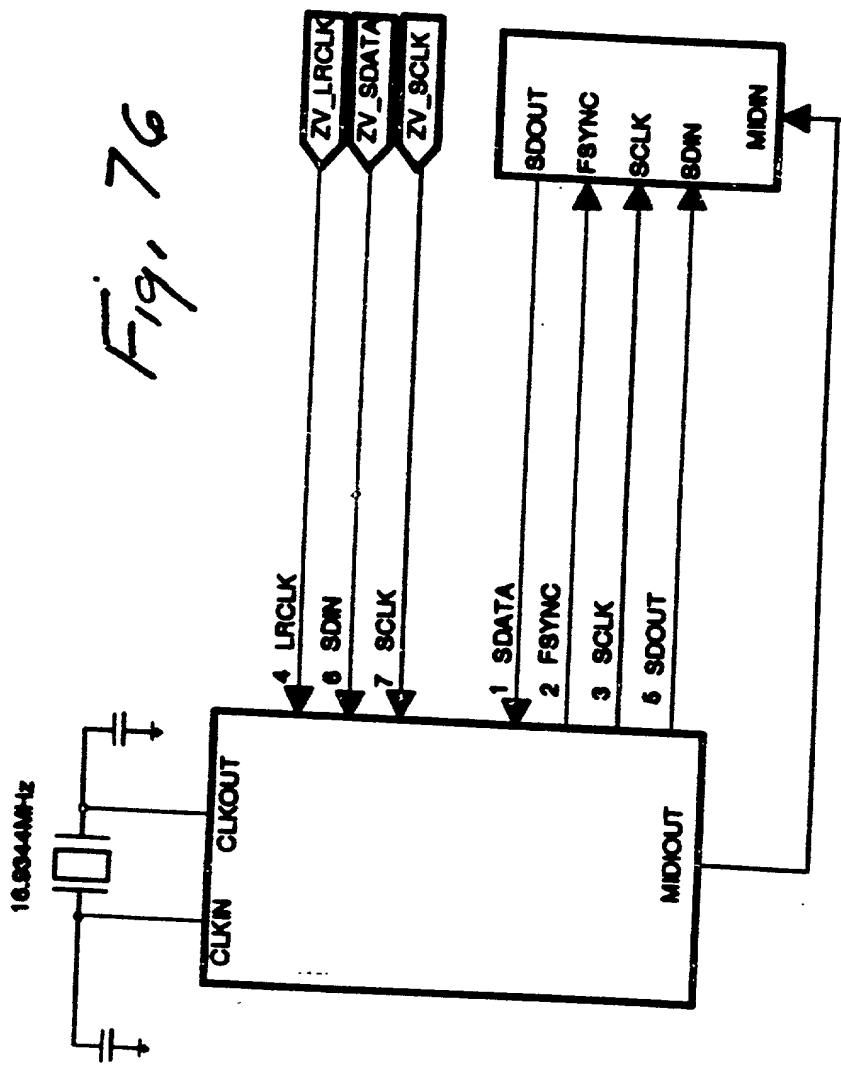 Fig. 76
16.9344MHz
CLKIN
CLKOUT
MIDIOUT
4 LRCLK
6 SDIN
7 SCLK
1 SDATA
2 FSYNC
3 SCLK
5 SDOUT
ZV_LRCLK
ZV_SDATA
ZV_SCLK
SDOUT
FSYNC
SCLK
SDIN
MIDIN